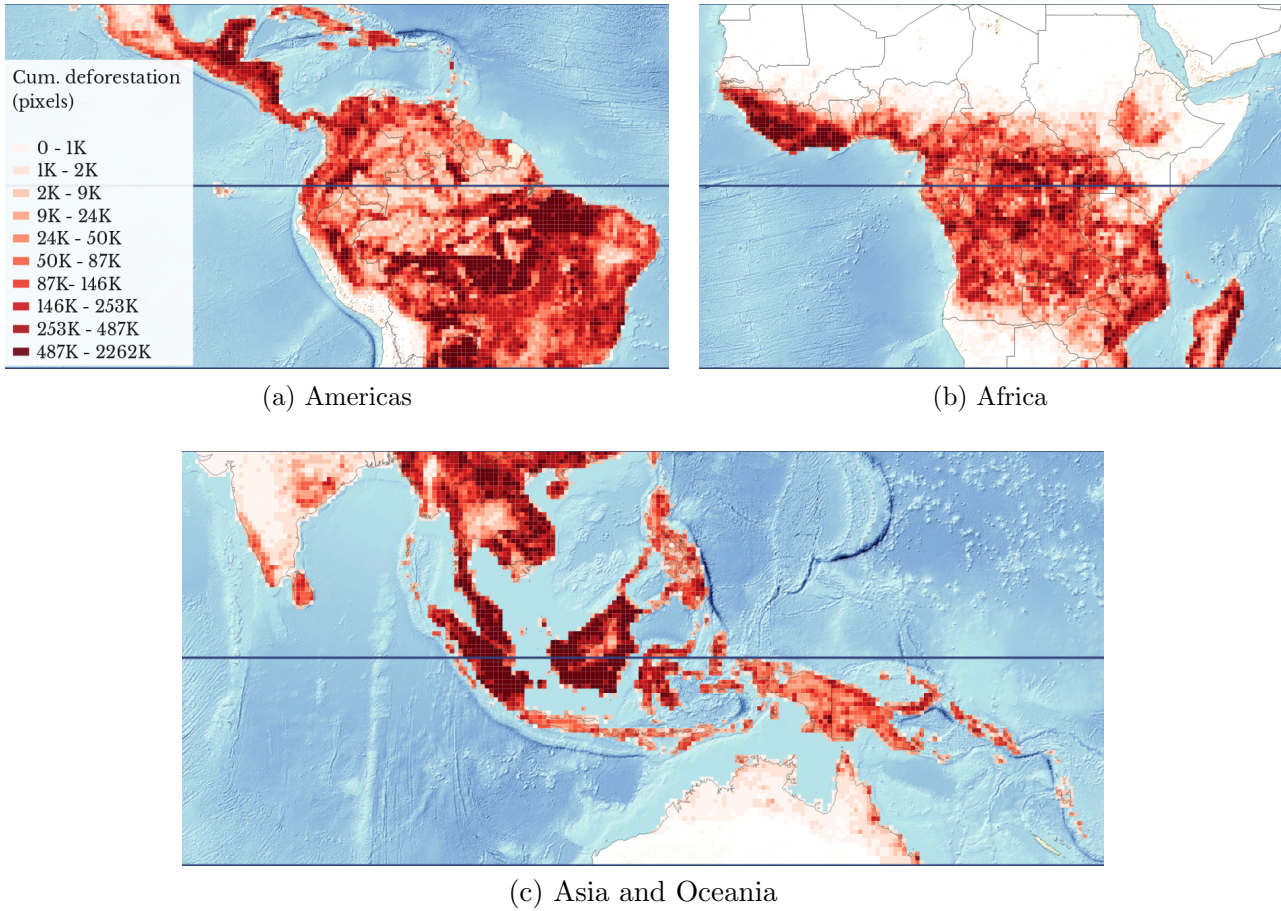 Cum. deforestation
(pixels)
0 - 1K
1K - 2K
2K - 9K
9K - 24K
24K - 50K
50K - 87K
87K- 146K
146K - 253K
253K - 487K
487K - 2262K
(a) Americas
(b) Africa
(c) Asia and Oceania